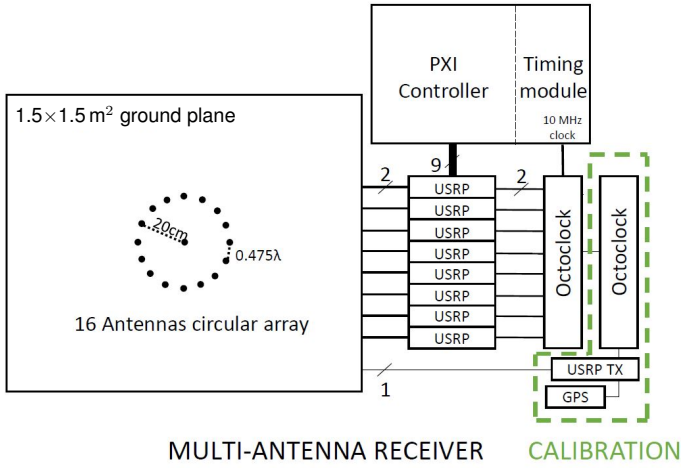 PXI
Controller
Timing
module
10 MHz
clock
1.5×1.5 m² ground plane
20cm
0.475λ
16 Antennas circular array
2
9
2
USRP
USRP
USRP
USRP
USRP
USRP
USRP
USRP
Octoclock
Octoclock
1
USRP TX
GPS
MULTI-ANTENNA RECEIVER
CALIBRATION